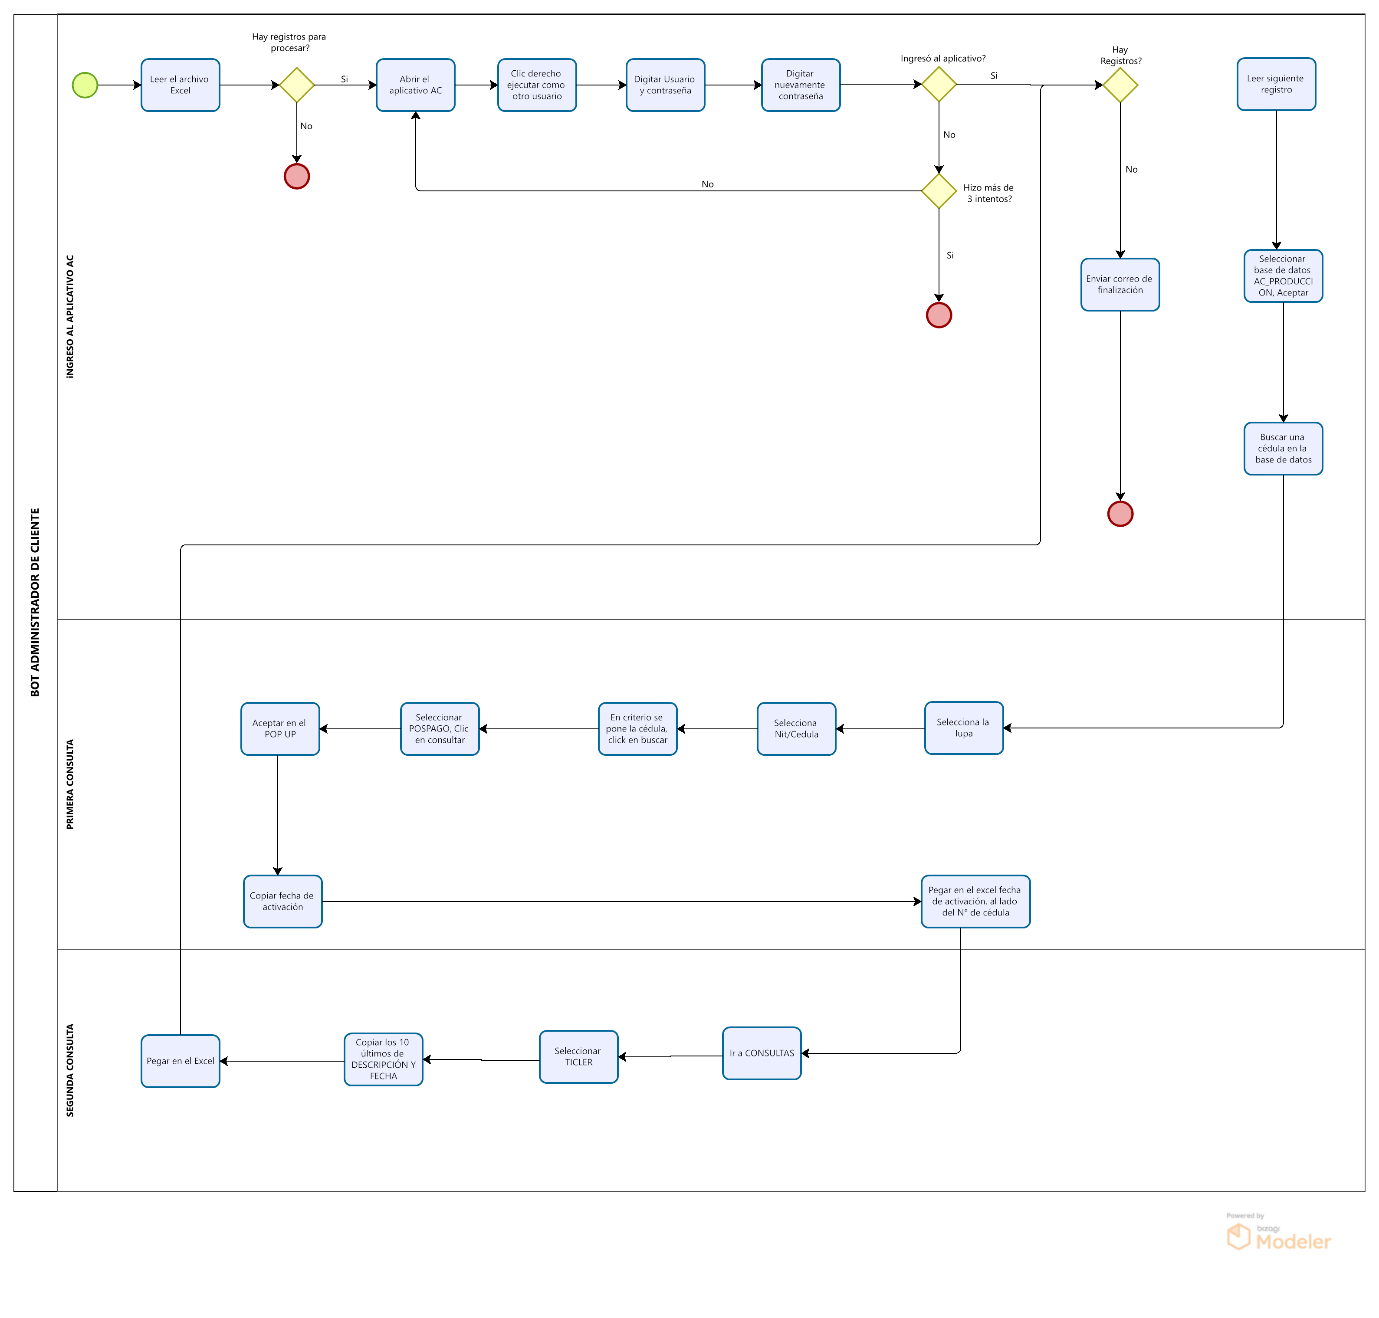 BOT ADMINISTRADOR DE CLIENTE
iNGRESO AL APLICATIVO AC
Leer el archivo
Excel
Hay registros para
procesar?
Si
No
Abrir el
aplicativo AC
Clic derecho
ejecutar como
otro usuario
Digitar Usuario
y contraseña
Digitar
nuevamente
contraseña
Ingresó al aplicativo?
Si
No
Hizo más de
3 intentos?
No
Si
Hay
Registros?
No
Enviar correo de
finalización
Leer siguiente
registro
Seleccionar
base de datos
AC_PRODUCCI
ON, Aceptar
Buscar una
cédula en la
base de datos
PRIMERA CONSULTA
Selecciona la
lupa
Selecciona
Nit/Cedula
En criterio se
pone la cédula,
click en buscar
Seleccionar
POSPAGO, Clic
en consultar
Aceptar en el
POP UP
Copiar fecha de
activación
Pegar en el excel fecha
de activación, al lado
del N° de cédula
SEGUNDA CONSULTA
Ir a CONSULTAS
Seleccionar
TICLER
Copiar los 10
últimos de
DESCRIPCIÓN Y
FECHA
Pegar en el Excel
Powered by
bizagi
Modeler